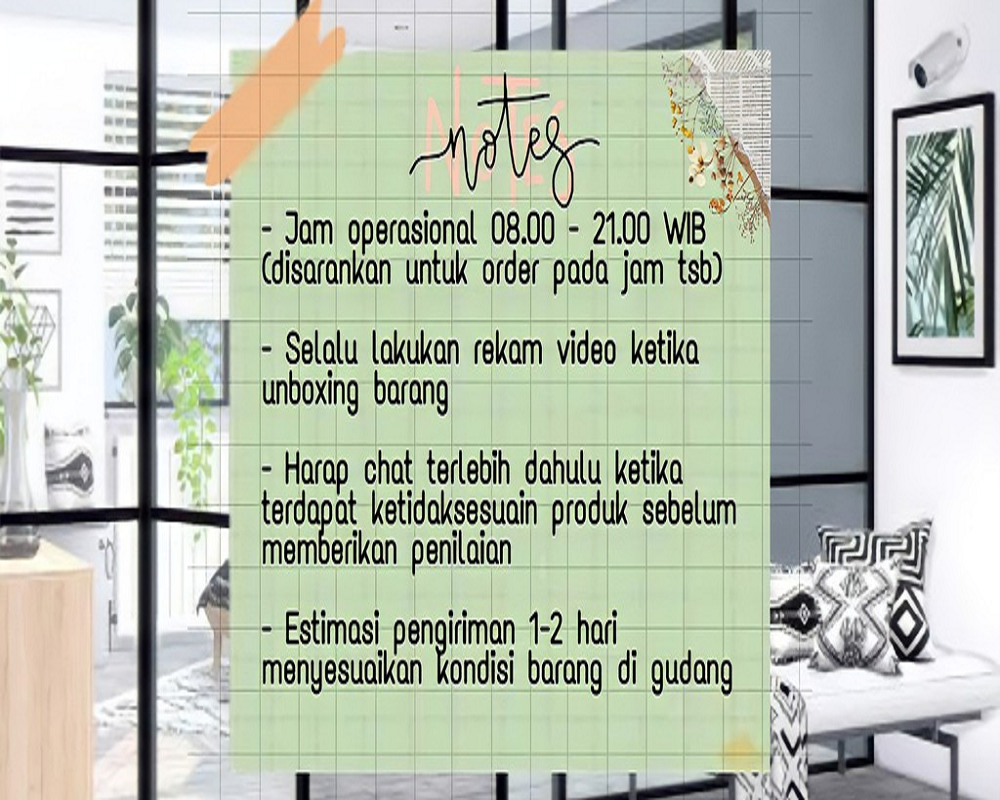 Notes
notes
- Jam operasional 08.00 - 21.00 WIB
(disarankan untuk order pada jam tsb)
- Selalu lakukan rekam video ketika
unboxing barang
- Harap chat terlebih dahulu ketika
terdapat ketidaksesuain produk sebelum
memberikan penilaian
- Estimasi pengiriman 1-2 hari
menyesuaikan kondisi barang di gudang